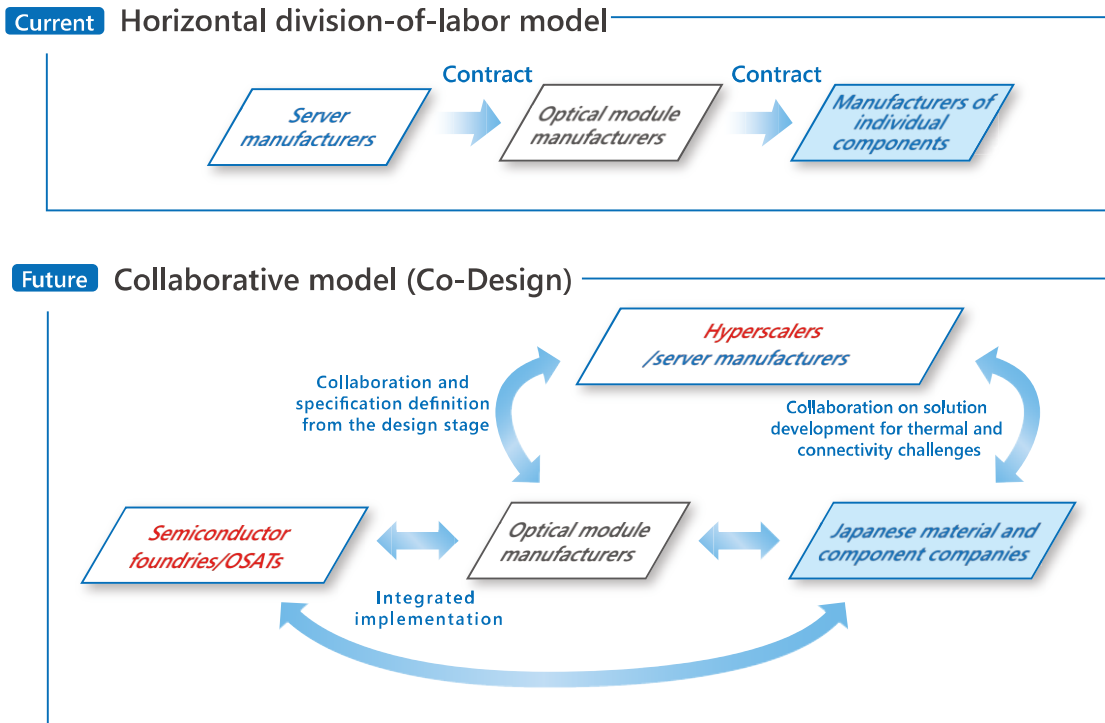 Current Horizontal division-of-labor model
Contract
Contract
Server
manufacturers
Optical module
manufacturers
Manufacturers of
individual
components
Future Collaborative model (Co-Design)
Hyperscalers
/server manufacturers
Collaboration and
specification definition
from the design stage
Collaboration on solution
development for thermal and
connectivity challenges
Semiconductor
foundries/OSATs
Optical module
manufacturers
Japanese material and
component companies
Integrated
implementation